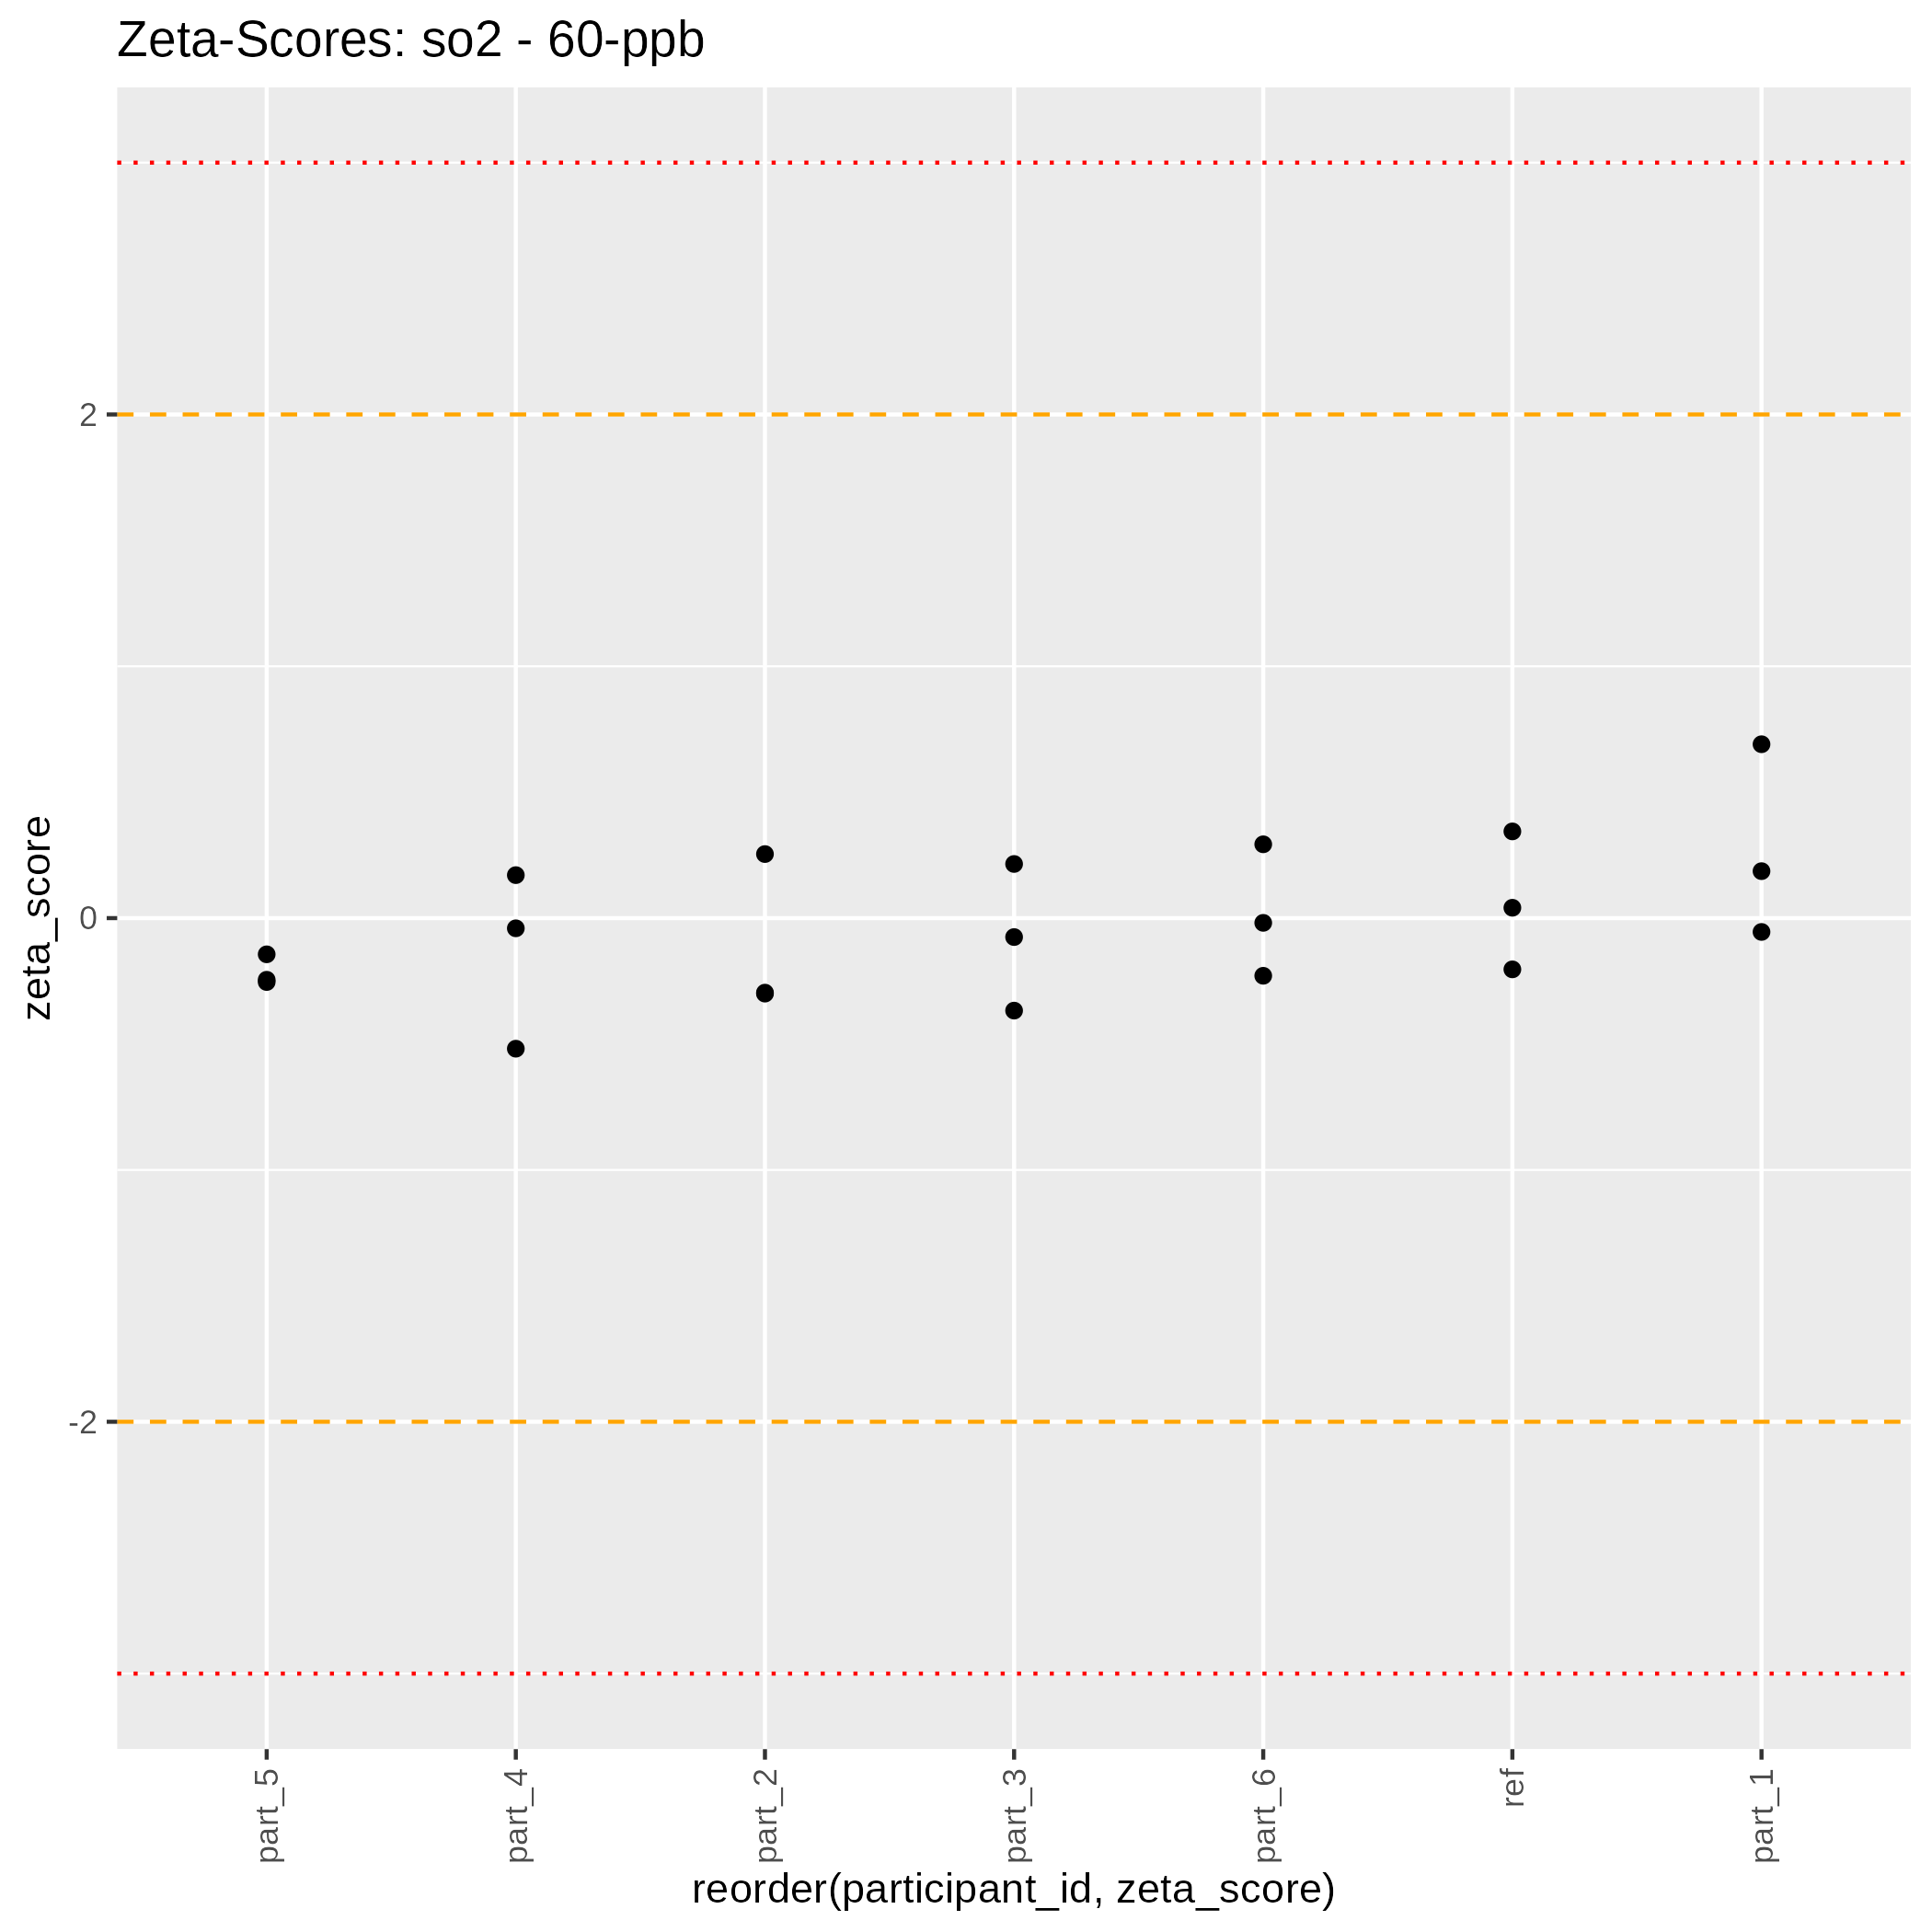 Zeta-Scores: so2 - 60-ppb
zeta_score
2
0
-2
part_5
part_4
part_2
part_3
part_6
ref
part_1
reorder(participant_id, zeta_score)